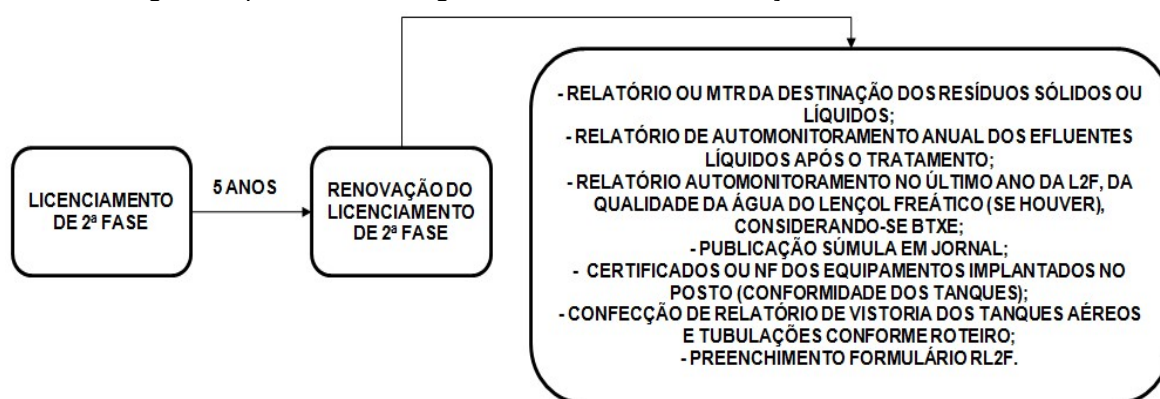 LICENCIAMENTO
DE 2ª FASE
5 ANOS
RENOVAÇÃO DO
LICENCIAMENTO
DE 2ª FASE
- RELATÓRIO OU MTR DA DESTINAÇÃO DOS RESÍDUOS SÓLIDOS OU
LÍQUIDOS;
- RELATÓRIO DE AUTOMONITORAMENTO ANUAL DOS EFLUENTES
LÍQUIDOS APÓS O TRATAMENTO;
- RELATÓRIO AUTOMONITORAMENTO NO ÚLTIMO ANO DA L2F, DA
QUALIDADE DA ÁGUA DO LENÇOL FREÁTICO (SE HOUVER),
CONSIDERANDO-SE BTXE;
- PUBLICAÇÃO SÚMULA EM JORNAL;
- CERTIFICADOS OU NF DOS EQUIPAMENTOS IMPLANTADOS NO
POSTO (CONFORMIDADE DOS TANQUES);
- CONFECÇÃO DE RELATÓRIO DE VISTORIA DOS TANQUES AÉREOS
E TUBULAÇÕES CONFORME ROTEIRO;
- PREENCHIMENTO FORMULÁRIO RL2F.